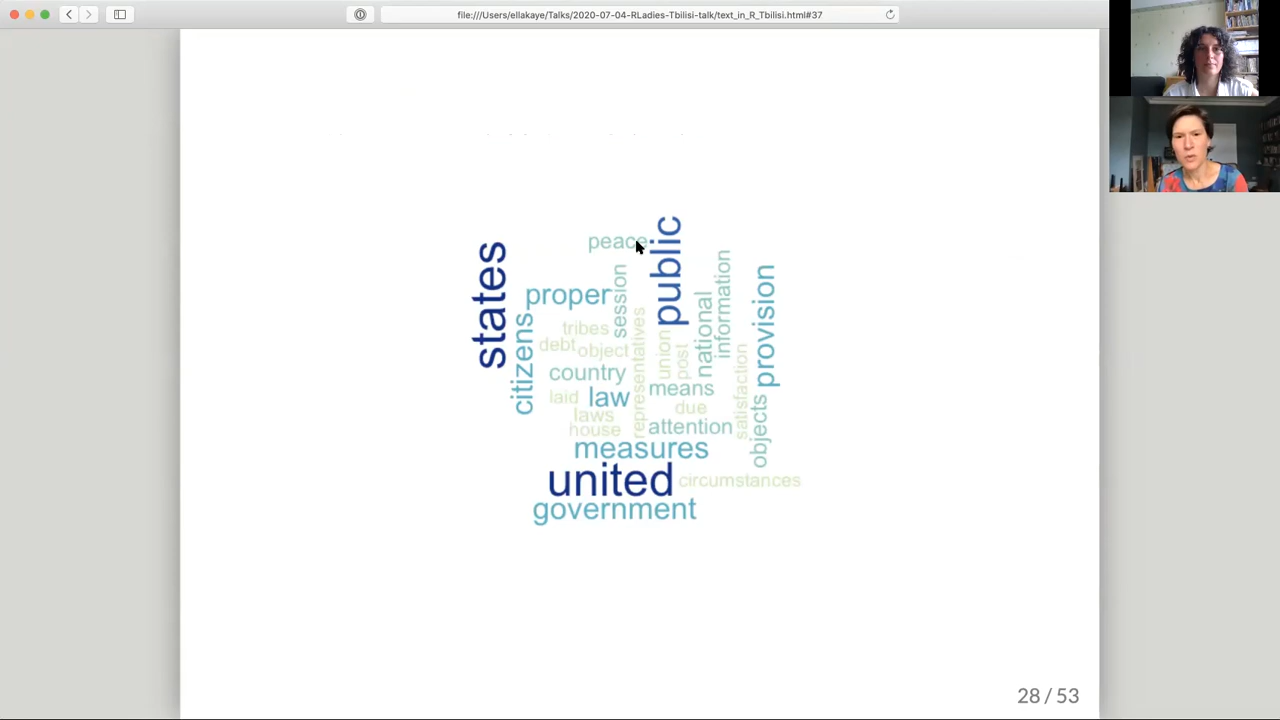 file:///Users/ellakaye/Talks/2020-07-04-RLadies-Tbilisi-talk/text_in_R_Tbilisi.html#37
states
peace
public
proper
session
citizens
tribes
debt
object
representatives
union
post
national
information
provision
country
means
laid
law
due
satisfaction
laws
house
attention
objects
measures
united
circumstances
government
28 / 53